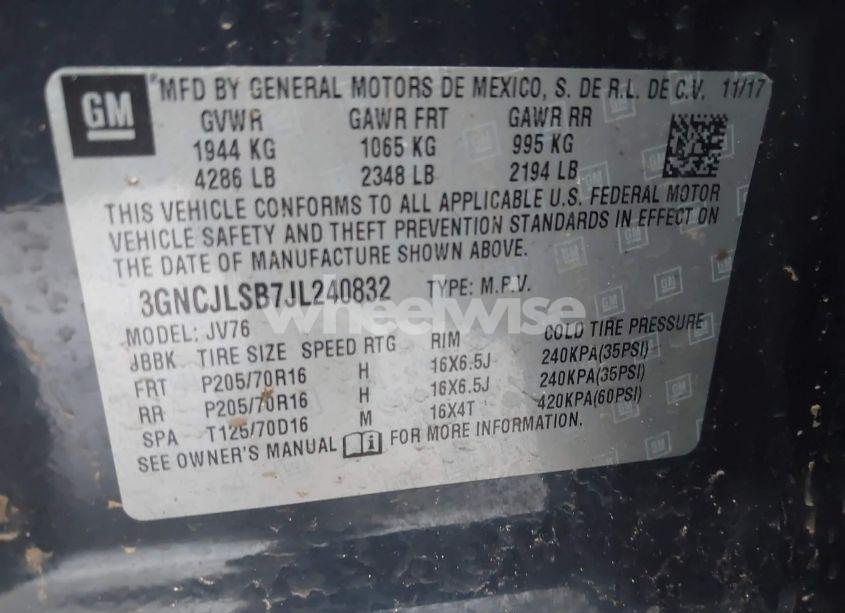 GM MFD BY GENERAL MOTORS DE MEXICO, S. DE R.L. DE C.V. 11/17
GVWR GAWR FRT GAWR RR
1944 KG 1065 KG 995 KG
4286 LB 2348 LB 2194 LB
THIS VEHICLE CONFORMS TO ALL APPLICABLE U.S. FEDERAL MOTOR
VEHICLE SAFETY AND THEFT PREVENTION STANDARDS IN EFFECT ON
THE DATE OF MANUFACTURE SHOWN ABOVE.
3GNCJLSB7JL240832 TYPE: M.P.V.
wheelwise
MODEL: JV76
JBBK TIRE SIZE SPEED RTG RIM COLD TIRE PRESSURE
FRT P205/70R16 H 16X6.5J 240KPA(35PSI)
RR P205/70R16 H 16X6.5J 240KPA(35PSI)
SPA T125/70D16 M 16X4T 420KPA(60PSI)
SEE OWNER'S MANUAL FOR MORE INFORMATION.